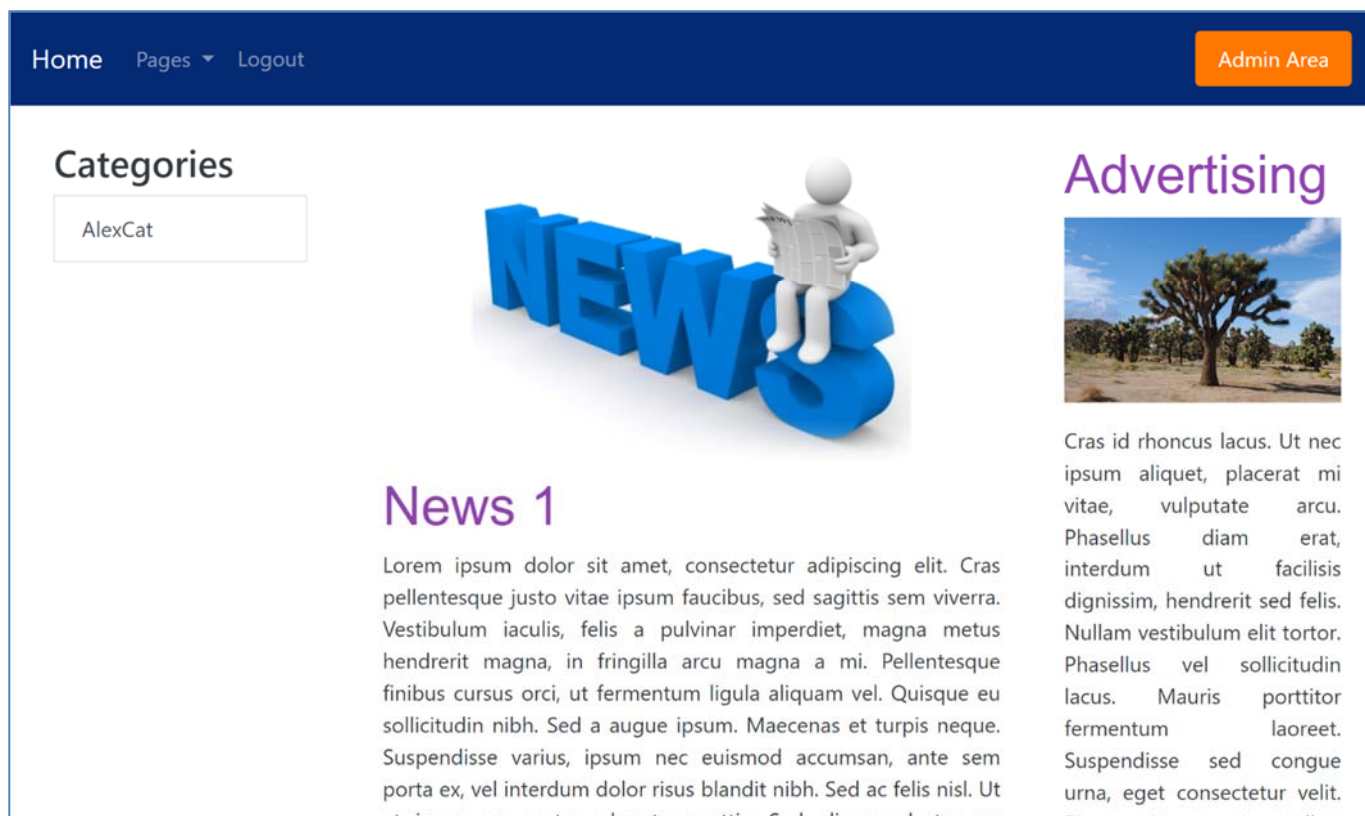 Home Pages Logout Admin Area
Categories
AlexCat
NEWS
NEWS
News 1
Lorem ipsum dolor sit amet, consectetur adipiscing elit. Cras
pellentesque justo vitae ipsum faucibus, sed sagittis sem viverra.
Vestibulum iaculis, felis a pulvinar imperdiet, magna metus
hendrerit magna, in fringilla arcu magna a mi. Pellentesque
finibus cursus orci, ut fermentum ligula aliquam vel. Quisque eu
sollicitudin nibh. Sed a augue ipsum. Maecenas et turpis neque.
Suspendisse varius, ipsum nec euismod accumsan, ante sem
porta ex, vel interdum dolor risus blandit nibh. Sed ac felis nisl. Ut
Advertising
Cras id rhoncus lacus. Ut nec
ipsum aliquet, placerat mi
vitae, vulputate arcu.
Phasellus diam erat,
interdum ut facilisis
dignissim, hendrerit sed felis.
Nullam vestibulum elit tortor.
Phasellus vel sollicitudin
lacus. Mauris porttitor
fermentum laoreet.
Suspendisse sed congue
urna, eget consectetur velit.